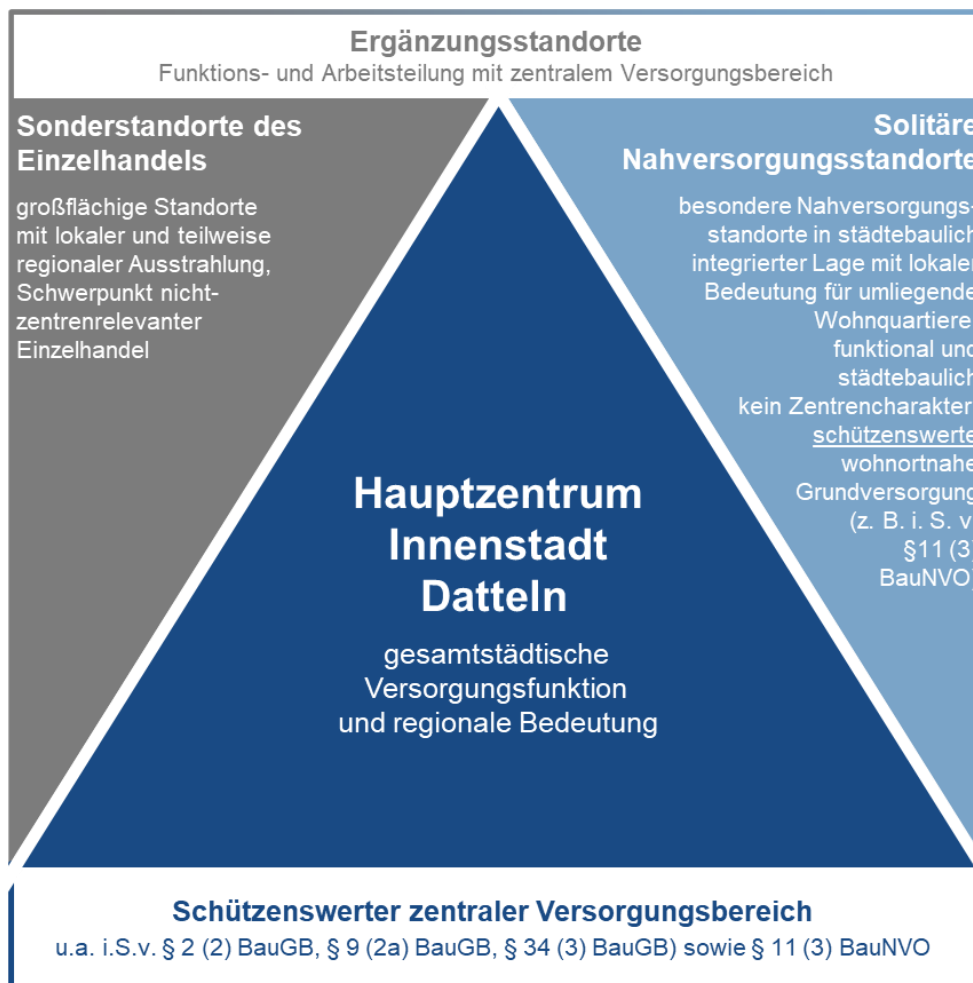 Ergänzungsstandorte
Funktions- und Arbeitsteilung mit zentralem Versorgungsbereich
Sonderstandorte des
Einzelhandels
großflächige Standorte
mit lokaler und teilweise
regionaler Ausstrahlung,
Schwerpunkt nicht-
zentrenrelevanter
Einzelhandel
Solitäre
Nahversorgungsstandorte
besondere Nahversorgungs-
standorte in städtebaulich
integrierter Lage mit lokaler
Bedeutung für umliegende
Wohnquartiere
funktional und
städtebaulich
kein Zentrencharakter
schützenswerte
wohnortnahe
Grundversorgung
(z. B. i. S. v.
§11 (3)
BauNVO)
Hauptzentrum
Innenstadt
Datteln
gesamtstädtische
Versorgungsfunktion
und regionale Bedeutung
Schützenswerter zentraler Versorgungsbereich
u.a. i.S.v. § 2 (2) BauGB, § 9 (2a) BauGB, § 34 (3) BauGB) sowie § 11 (3) BauNVO